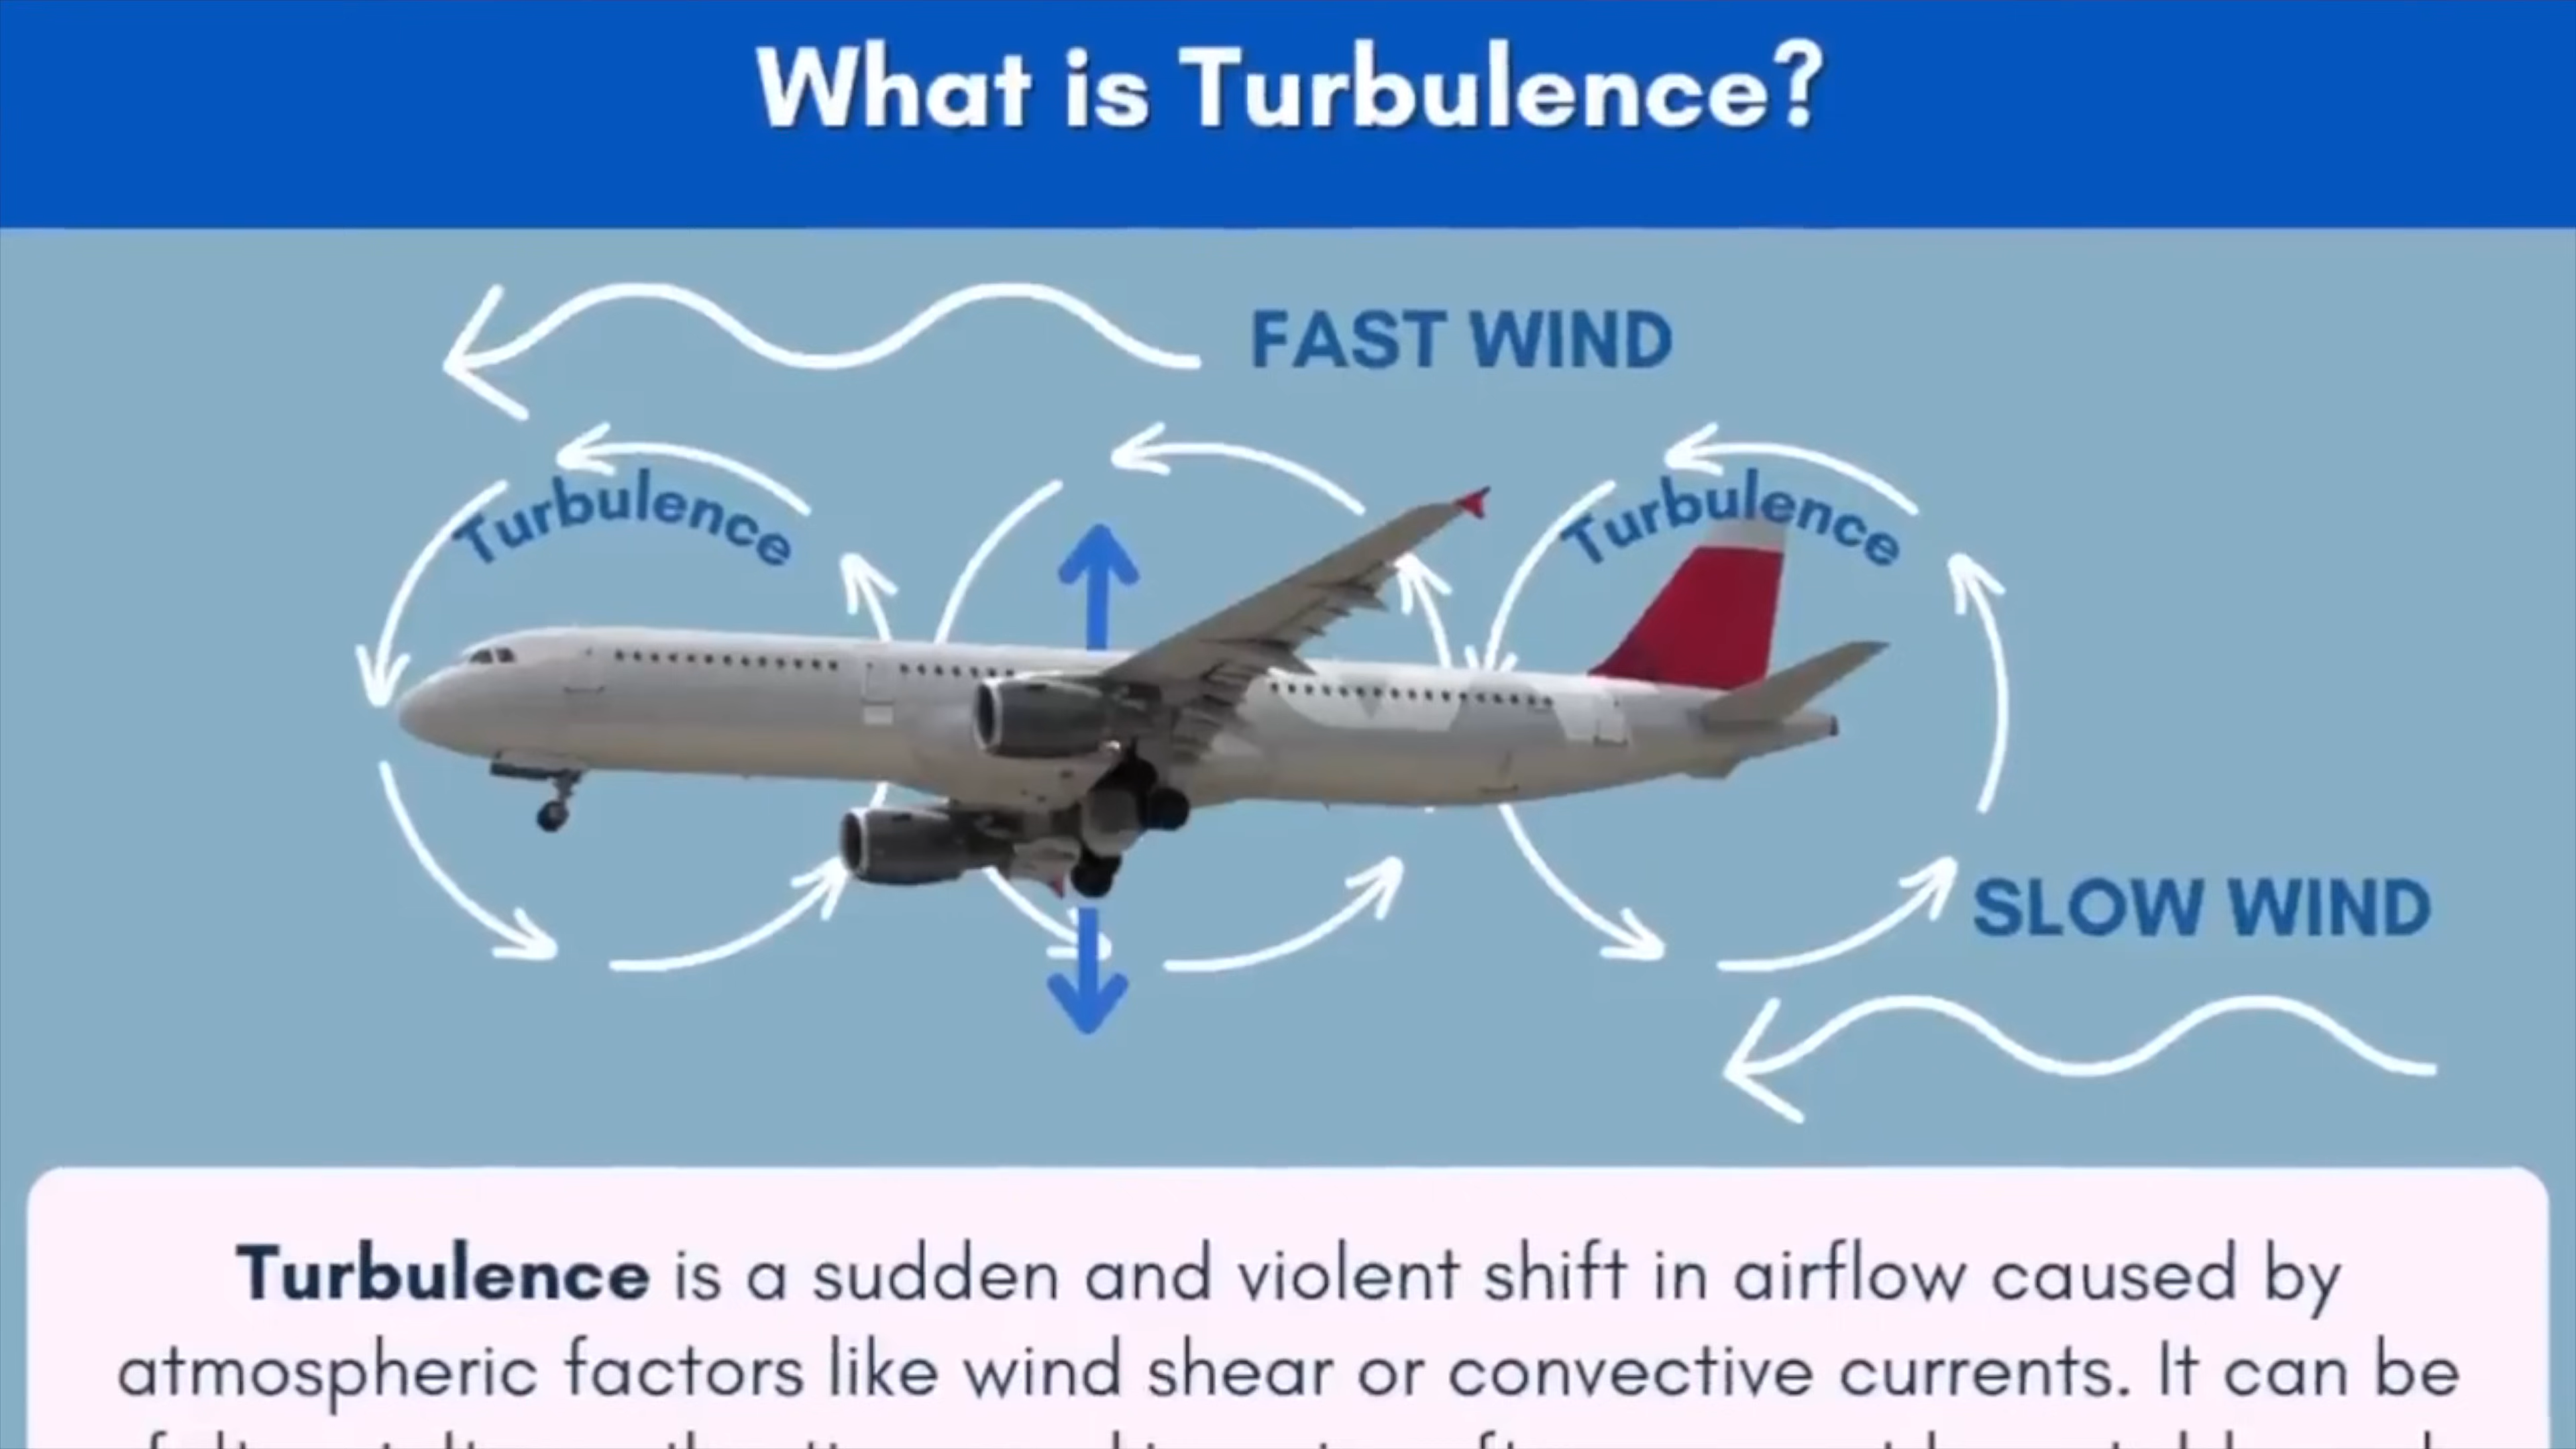 What is Turbulence?
FAST WIND
Turbulence
Turbulence
SLOW WIND
Turbulence is a sudden and violent shift in airflow caused by
atmospheric factors like wind shear or convective currents. It can be